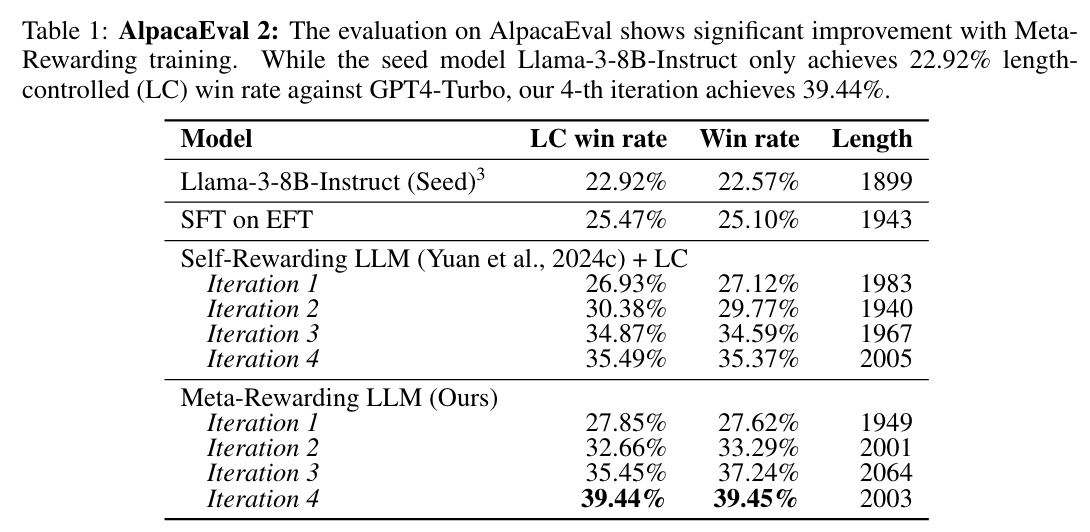 Table 1: AlpacaEval 2: The evaluation on AlpacaEval shows significant improvement with Meta-
Rewarding training. While the seed model Llama-3-8B-Instruct only achieves 22.92% length-
controlled (LC) win rate against GPT4-Turbo, our 4-th iteration achieves 39.44%.
Model LC win rate Win rate Length
Llama-3-8B-Instruct (Seed)3 22.92% 22.57% 1899
SFT on EFT 25.47% 25.10% 1943
Self-Rewarding LLM (Yuan et al., 2024c) + LC
Iteration 1 26.93% 27.12% 1983
Iteration 2 30.38% 29.77% 1940
Iteration 3 34.87% 34.59% 1967
Iteration 4 35.49% 35.37% 2005
Meta-Rewarding LLM (Ours)
Iteration 1 27.85% 27.62% 1949
Iteration 2 32.66% 33.29% 2001
Iteration 3 35.45% 37.24% 2064
Iteration 4 39.44% 39.45% 2003